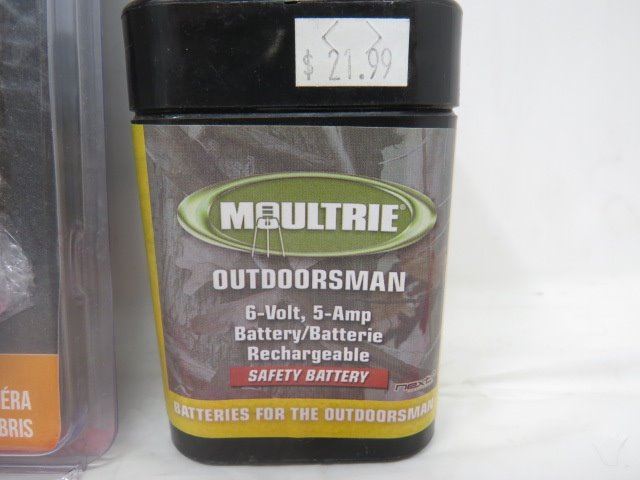 $ 21.99
MOULTRIE®
OUTDOORSMAN
6-Volt, 5-Amp
Battery/Batterie
Rechargeable
SAFETY BATTERY
BATTERIES FOR THE OUTDOORSMAN
ÉRA
BRIS